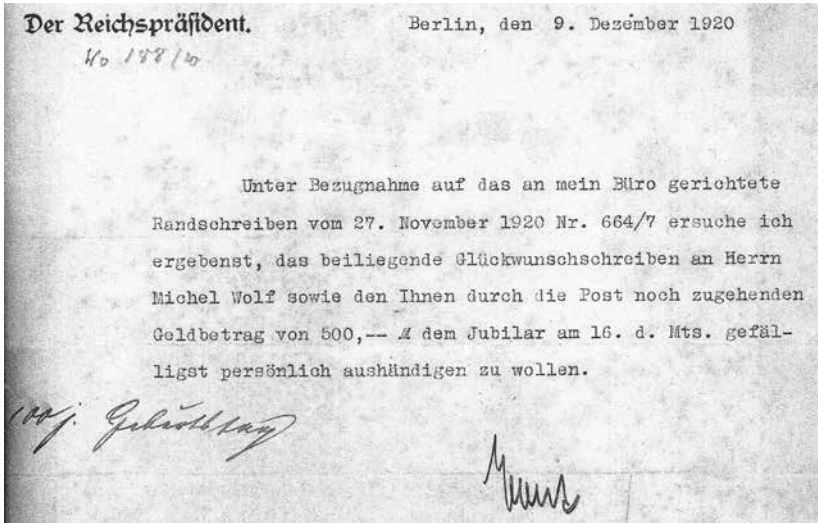 Der Reichspräsident. Berlin, den 9. Dezember 1920
188/20
Unter Bezugnahme auf das an mein Büro gerichtete
Randschreiben vom 27. November 1920 Nr. 664/7 ersuche ich
ergebenst, das beiliegende Glückwunschschreiben an Herrn
Michel Wolf sowie den Ihnen durch die Post noch zugehenden
Geldbetrag von 500,-- ℳ dem Jubilar am 16. d. Mts. gefäl-
ligst persönlich aushändigen zu wollen.
100 j. Geburtstag